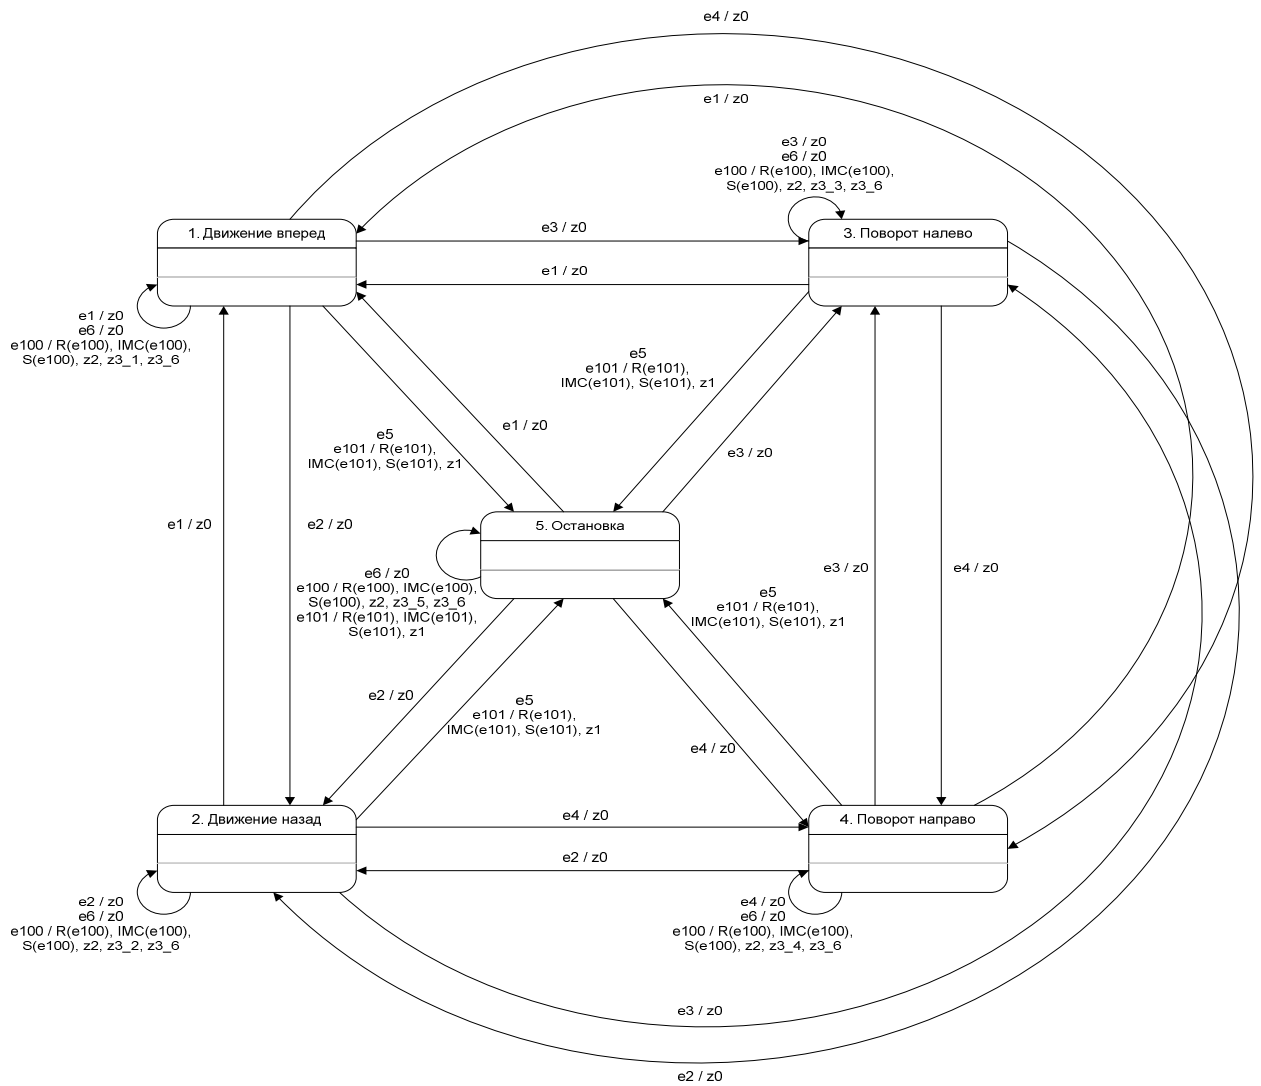 e4 / z0
e1 / z0
e3 / z0
e6 / z0
e100 / R(e100), IMC(e100),
S(e100), z2, z3_3, z3_6
1. Движение вперед
3. Поворот налево
e3 / z0
e1 / z0
e1 / z0
e6 / z0
e100 / R(e100), IMC(e100),
S(e100), z2, z3_1, z3_6
e5
e101 / R(e101),
IMC(e101), S(e101), z1
e1 / z0
e5
e101 / R(e101),
IMC(e101), S(e101), z1
e3 / z0
e1 / z0
e2 / z0
5. Остановка
e6 / z0
e100 / R(e100), IMC(e100),
S(e100), z2, z3_5, z3_6
e101 / R(e101), IMC(e101),
S(e101), z1
e3 / z0
e4 / z0
e5
e101 / R(e101),
IMC(e101), S(e101), z1
e2 / z0
e5
e101 / R(e101),
IMC(e101), S(e101), z1
e4 / z0
2. Движение назад
4. Поворот направо
e4 / z0
e2 / z0
e2 / z0
e6 / z0
e100 / R(e100), IMC(e100),
S(e100), z2, z3_2, z3_6
e4 / z0
e6 / z0
e100 / R(e100), IMC(e100),
S(e100), z2, z3_4, z3_6
e3 / z0
e2 / z0